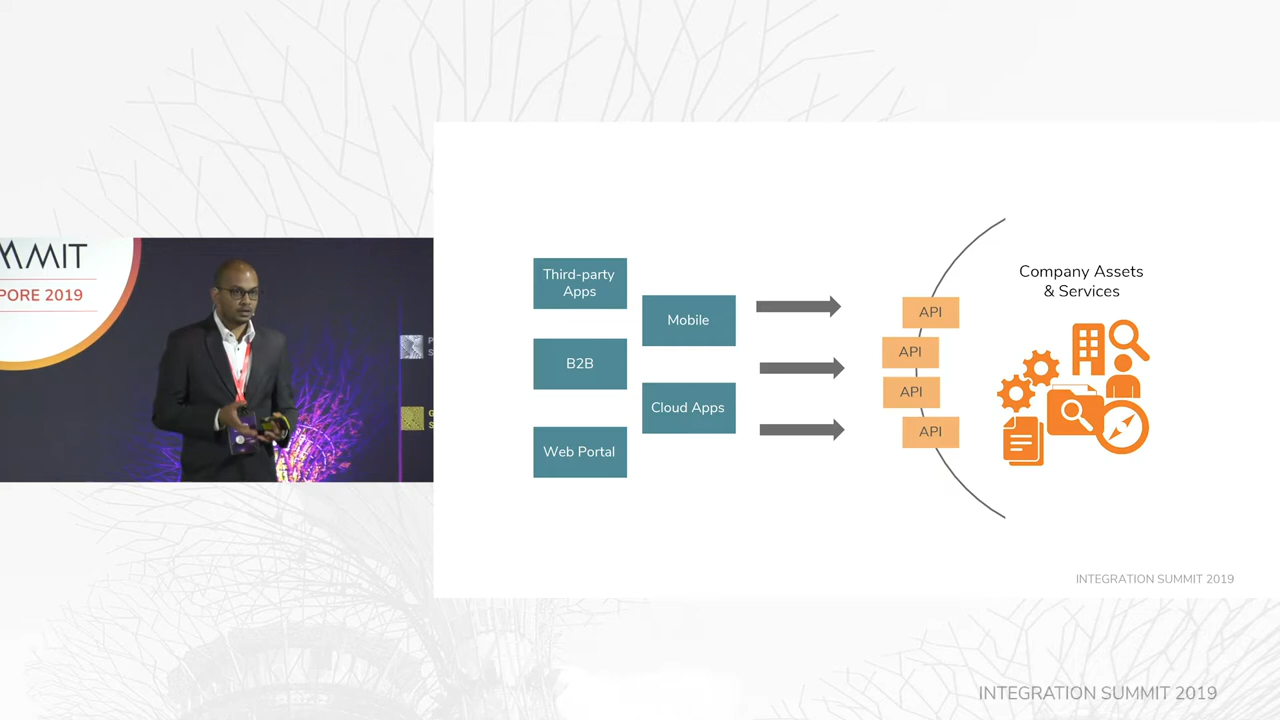 MMIT
PORE 2019
Third-party
Apps
Mobile
B2B
Cloud Apps
Web Portal
API
API
API
API
Company Assets
& Services
INTEGRATION SUMMIT 2019
INTEGRATION SUMMIT 2019